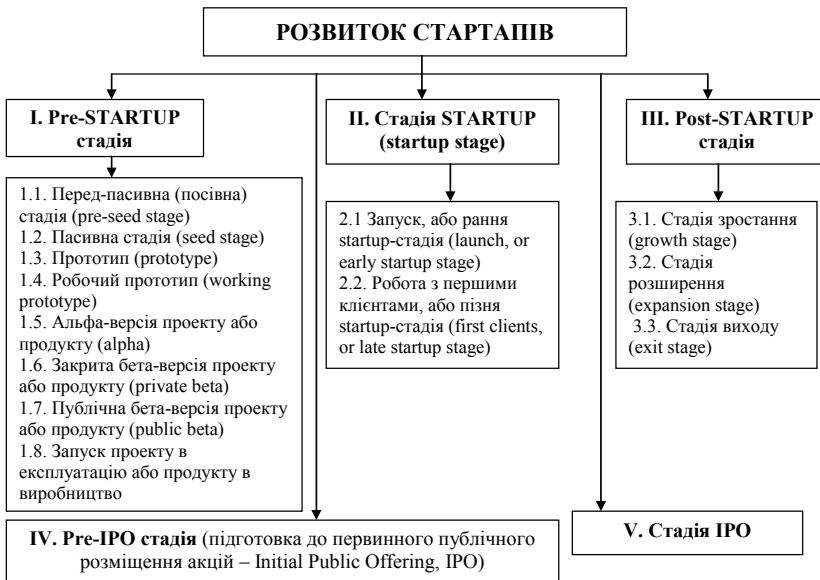 РОЗВИТОК СТАРТАПІВ
І. Pre-STARTUP
стадія
1.1. Перед-пасивна (посівна)
стадія (pre-seed stage)
1.2. Пасивна стадія (seed stage)
1.3. Прототип (prototype)
1.4. Робочий прототип (working
prototype)
1.5. Альфа-версія проекту або
продукту (alpha)
1.6. Закрита бета-версія проекту
або продукту (private beta)
1.7. Публічна бета-версія проекту
або продукту (public beta)
1.8. Запуск проекту в
експлуатацію або продукту в
виробництво
ІІ. Стадія STARTUP
(startup stage)
2.1 Запуск, або рання
startup-стадія (launch, or
early startup stage)
2.2. Робота з першими
клієнтами, або пізня
startup-стадія (first clients,
or late startup stage)
ІІІ. Post-STARTUP
стадія
3.1. Стадія зростання
(growth stage)
3.2. Стадія
розширення
(expansion stage)
3.3. Стадія виходу
(exit stage)
IV. Pre-IPO стадія (підготовка до первинного публічного
розміщення акцій – Initial Public Offering, IPO)
V. Стадія IPO